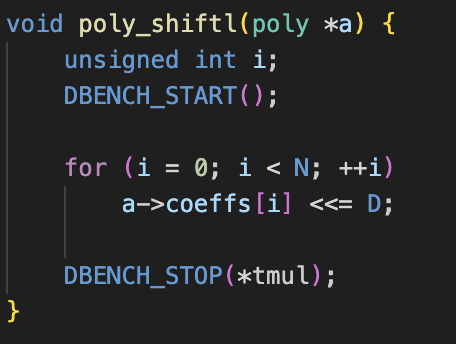 void poly_shiftl(poly *a) {
    unsigned int i;
    DBENCH_START();

    for (i = 0; i < N; ++i)
        a->coeffs[i] <<= D;

    DBENCH_STOP(*tmul);
}